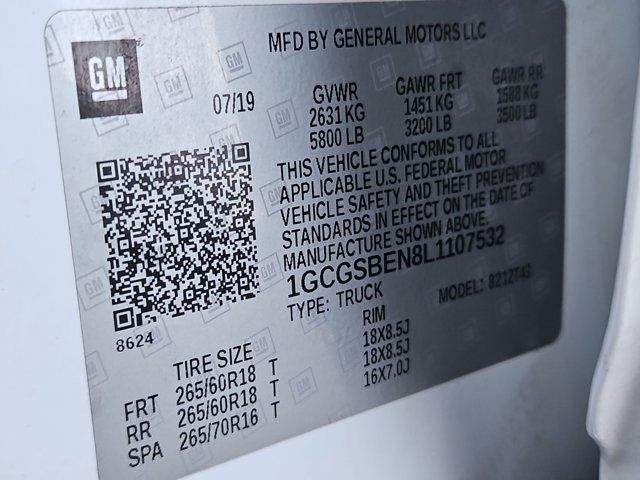 MFD BY GENERAL MOTORS LLC
GM
07/19
GVWR GAWR FRT GAWR RR
2631 KG 1451 KG 1588 KG
5800 LB 3200 LB 3500 LB
THIS VEHICLE CONFORMS TO ALL
APPLICABLE U.S. FEDERAL MOTOR
VEHICLE SAFETY AND THEFT PREVENTION
STANDARDS IN EFFECT ON THE DATE OF
MANUFACTURE SHOWN ABOVE.
1GCGSBEN8L1107532
TYPE: TRUCK MODEL:
8624
TIRE SIZE RIM
FRT 265/60R18 T 18X8.5J
RR 265/60R18 T 18X8.5J
SPA 265/70R16 T 16X7.0J